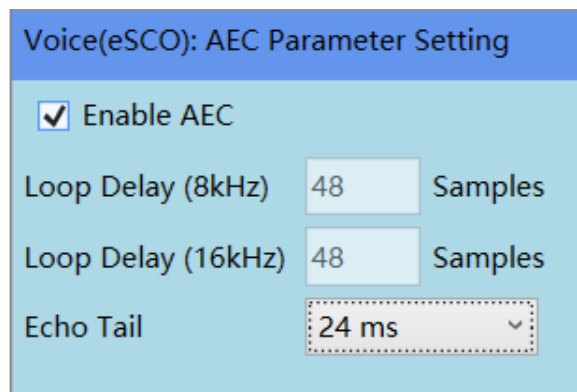 Voice(eSCO): AEC Parameter Setting
Enable AEC
Loop Delay (8kHz) 48 Samples
Loop Delay (16kHz) 48 Samples
Echo Tail 24 ms